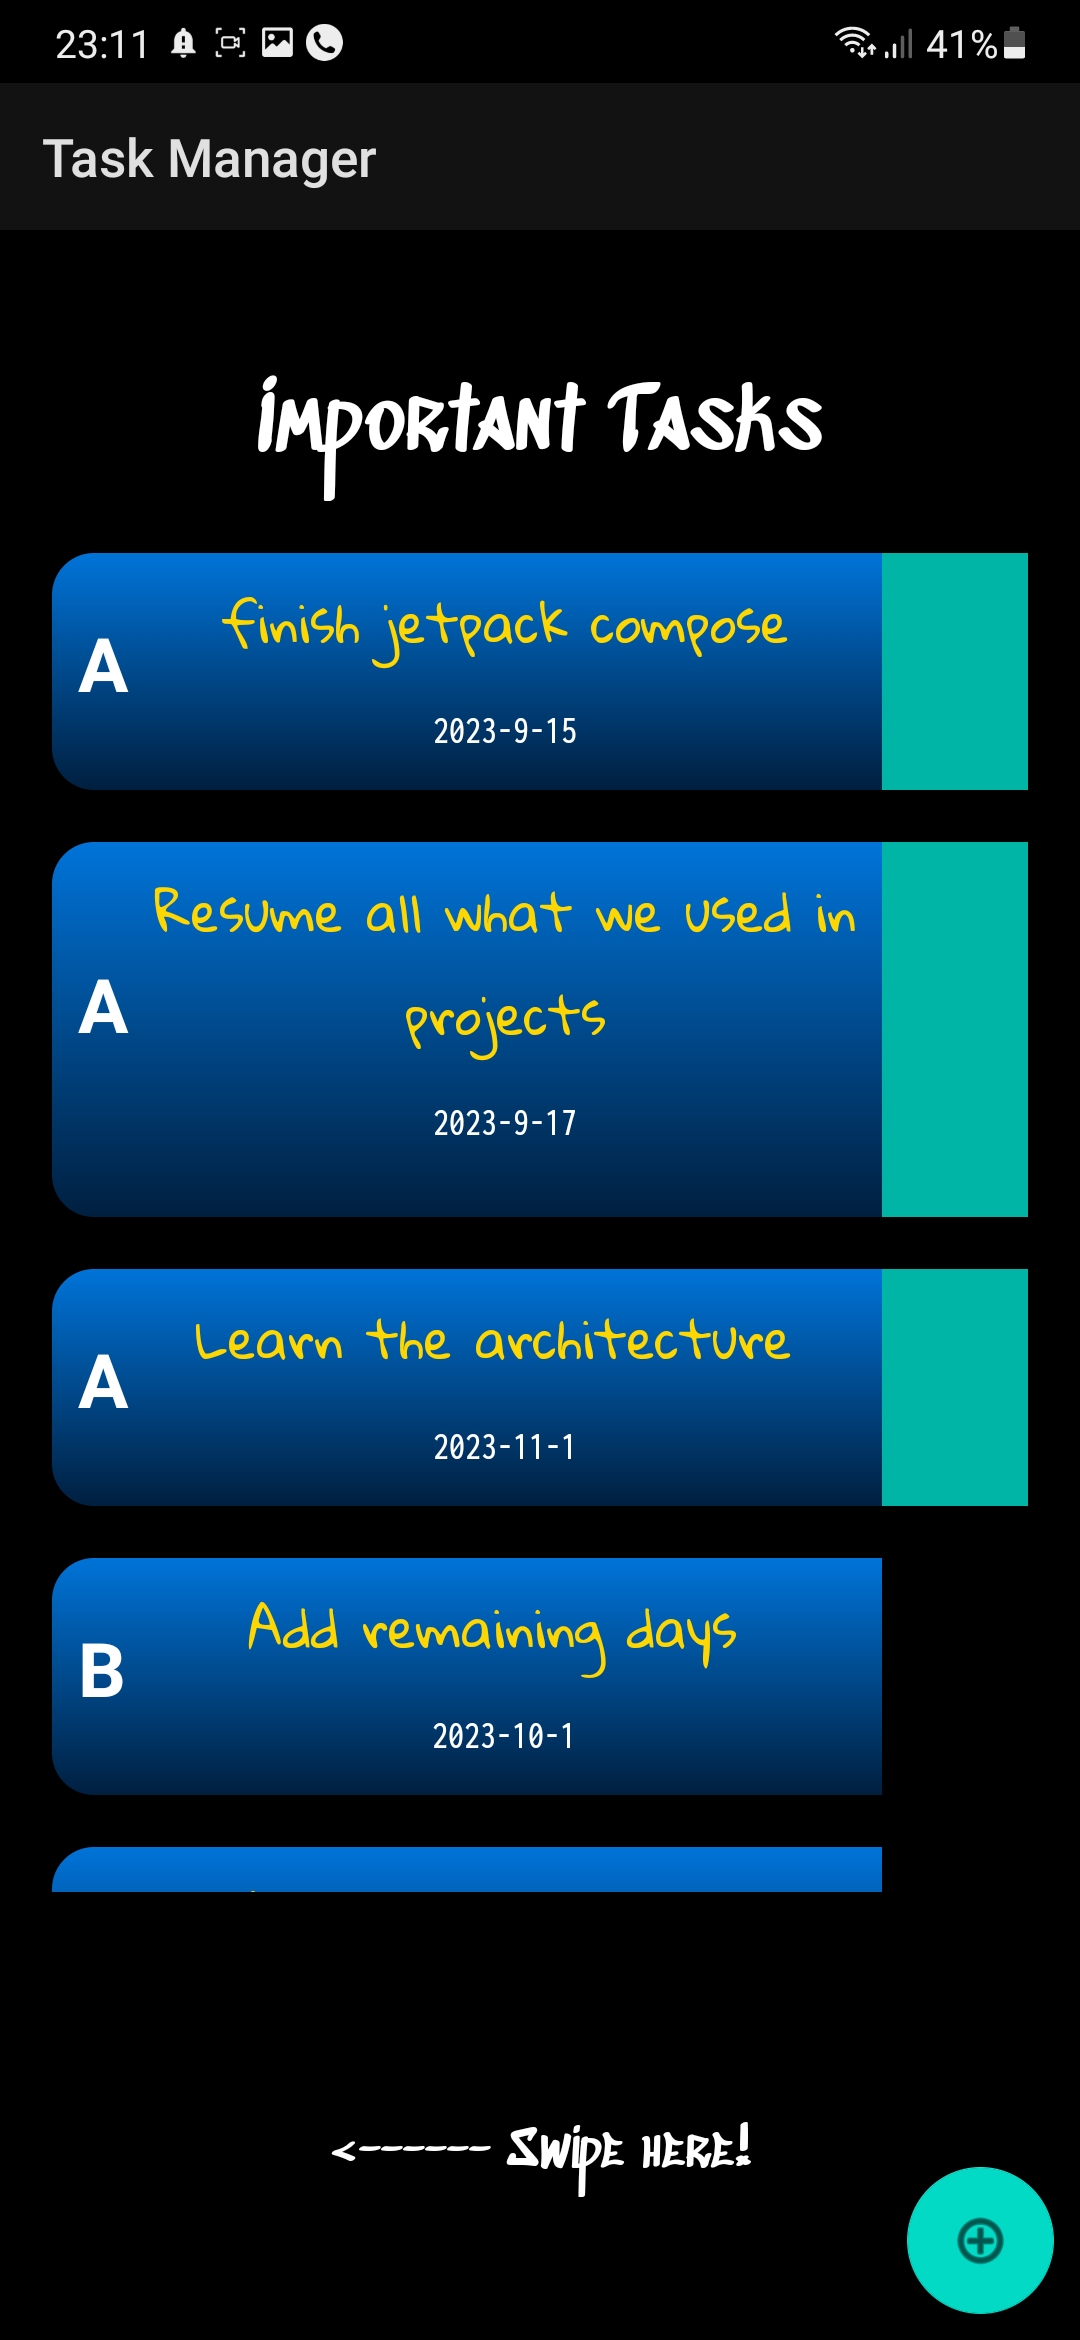 23:11 41%
Task Manager
Important Tasks
A
finish jetpack compose
2023-9-15
A
Resume all what we used in
projects
2023-9-17
A
Learn the architecture
2023-11-1
B
Add remaining days
2023-10-1
<------ Swipe here!